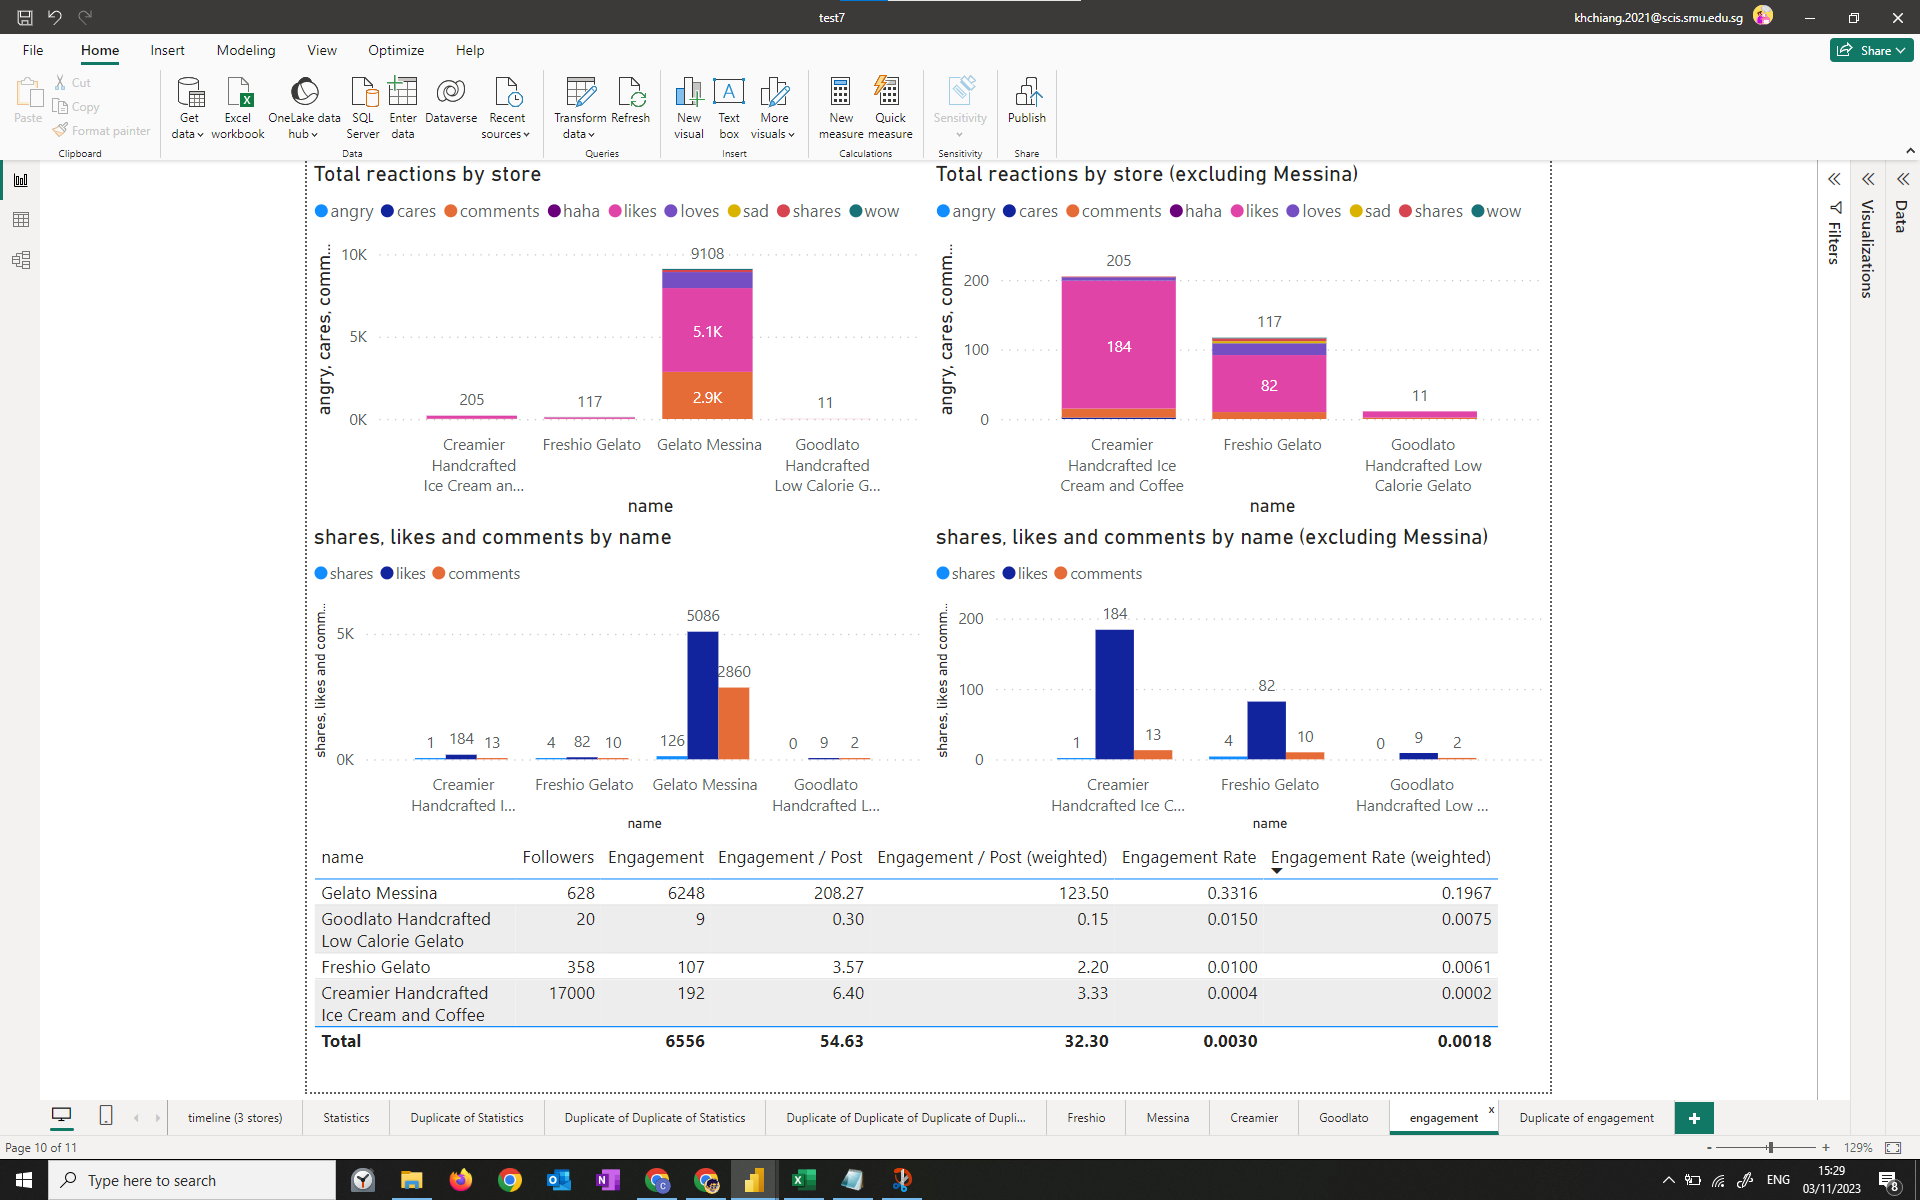 test7
khchiang.2021@scis.smu.edu.sg
File Home Insert Modeling View Optimize Help
Share
Paste
Cut
Copy
Format painter
Clipboard
Get data
Excel workbook
OneLake data hub
SQL Server
Enter data
Dataverse
Recent sources
Data
Transform data
Refresh
Queries
New visual
Text box
More visuals
Insert
New measure
Quick measure
Calculations
Sensitivity
Sensitivity
Publish
Share
Total reactions by store
angry cares comments haha likes loves sad shares wow
angry, cares, comm...
10K
5K
0K
205
117
9108
5.1K
2.9K
11
Creamier Handcrafted Ice Cream an...
Freshio Gelato
Gelato Messina
Goodlato Handcrafted Low Calorie G...
name
Total reactions by store (excluding Messina)
angry cares comments haha likes loves sad shares wow
angry, cares, comm...
200
100
0
205
184
117
82
11
Creamier Handcrafted Ice Cream and Coffee
Freshio Gelato
Goodlato Handcrafted Low Calorie Gelato
name
shares, likes and comments by name
shares likes comments
shares, likes and comm...
5K
0K
1 184 13
4 82 10
126 5086 2860
0 9 2
Creamier Handcrafted I...
Freshio Gelato
Gelato Messina
Goodlato Handcrafted L...
name
shares, likes and comments by name (excluding Messina)
shares likes comments
shares, likes and comm...
200
100
0
1 184 13
4 82 10
0 9 2
Creamier Handcrafted Ice C...
Freshio Gelato
Goodlato Handcrafted Low ...
name
name Followers Engagement Engagement / Post Engagement / Post (weighted) Engagement Rate Engagement Rate (weighted)
Gelato Messina 628 6248 208.27 123.50 0.3316 0.1967
Goodlato Handcrafted Low Calorie Gelato 20 9 0.30 0.15 0.0150 0.0075
Freshio Gelato 358 107 3.57 2.20 0.0100 0.0061
Creamier Handcrafted Ice Cream and Coffee 17000 192 6.40 3.33 0.0004 0.0002
Total 6556 54.63 32.30 0.0030 0.0018
Filters
Visualizations
Data
timeline (3 stores) Statistics Duplicate of Statistics Duplicate of Duplicate of Statistics Duplicate of Duplicate of Duplicate of Dupli... Freshio Messina Creamier Goodlato engagement x Duplicate of engagement +
Page 10 of 11
- + 129%
Type here to search
ENG
15:29
03/11/2023
8